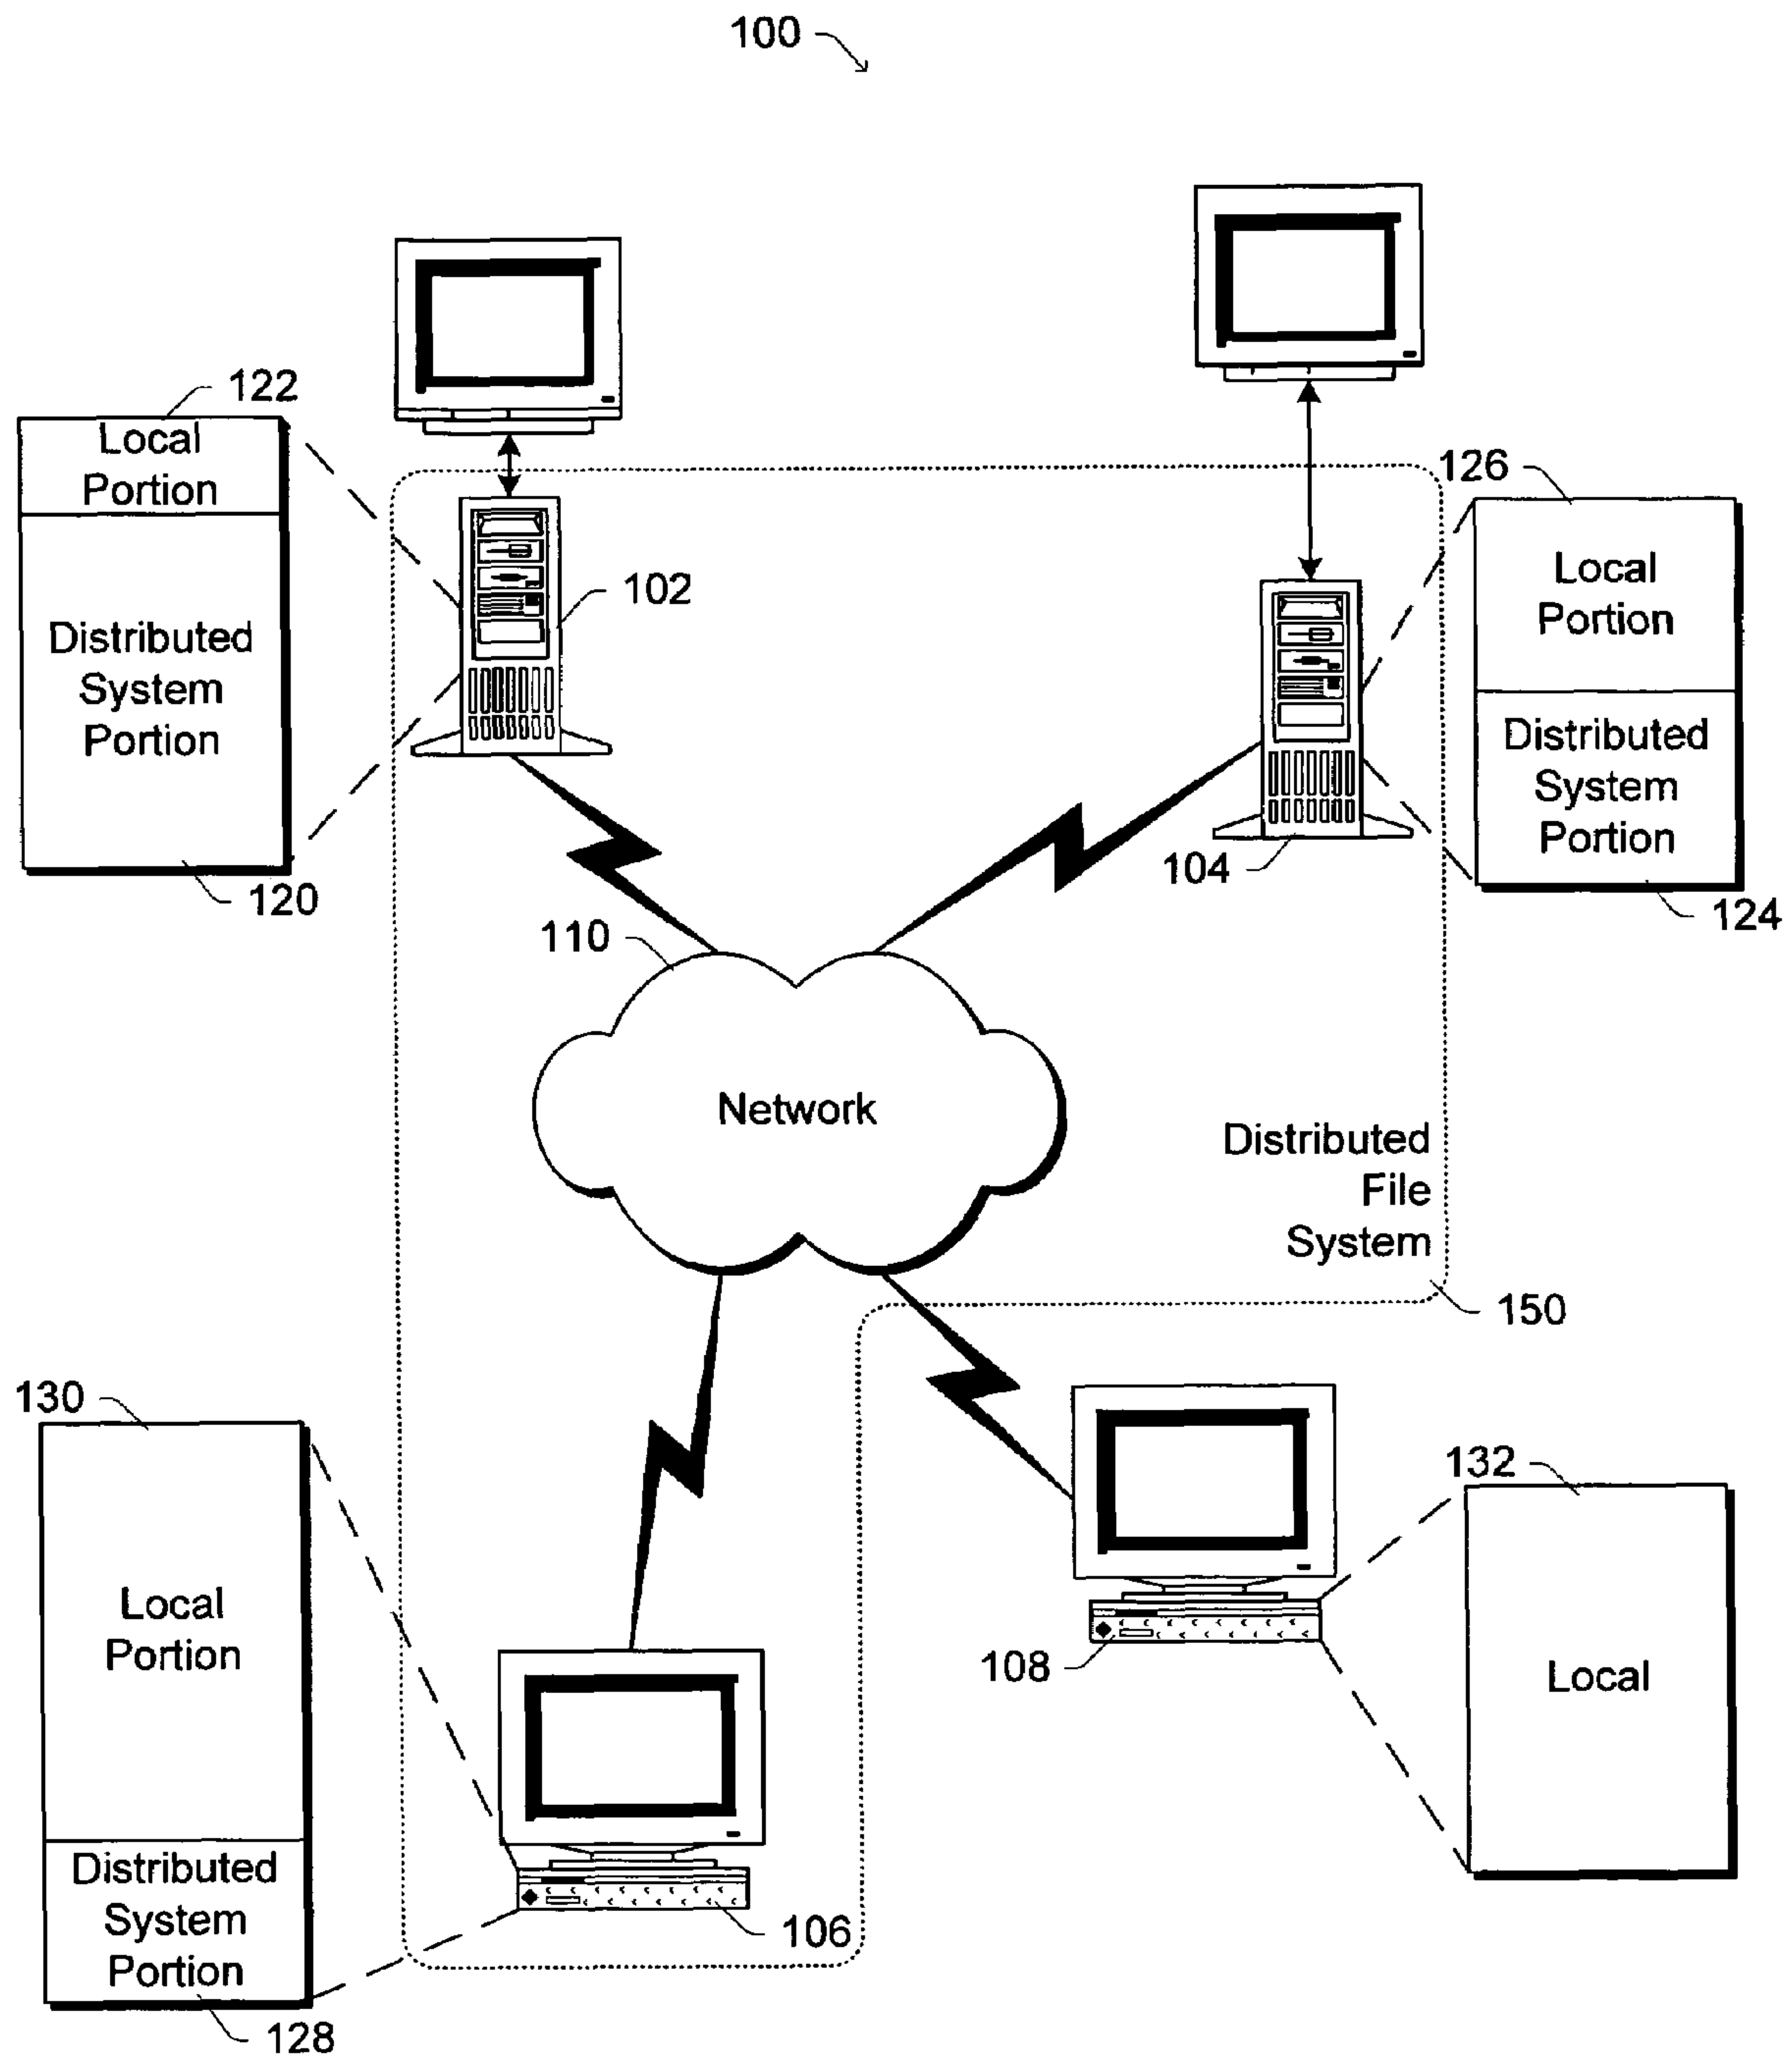 100
122
Local
Portion
Distributed
System
Portion
120
102
126
Local
Portion
Distributed
System
Portion
124
104
110
Network
Distributed
File
System
150
130
Local
Portion
Distributed
System
Portion
128
106
108
132
Local